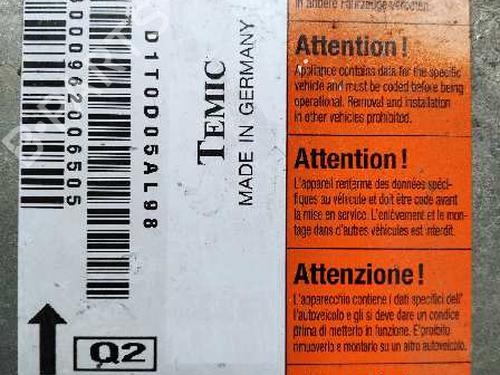 in andere Fahrzeuge verboten.
Attention!
Appliance contains data for the specific
vehicle and must be coded before being
operational. Removal and installation
in other vehicles prohibited.
Attention!
L'appareil renferme des données spéci-
fiques au véhicule et doit être codé avant
la mise en service. L'enlèvement et le mon-
tage dans d'autres véhicules est interdit.
Attenzione!
L'apparecchio contiene i dati specifici dell'
l'autoveicolo e gli si deve dare un condice
prima di metterlo in funzione. E'proibito
rimuoverlo e montarlo su un altro autoveicolo.
TEMIC
MADE IN GERMANY
D1T0D05AL98
0000962006505
Q2